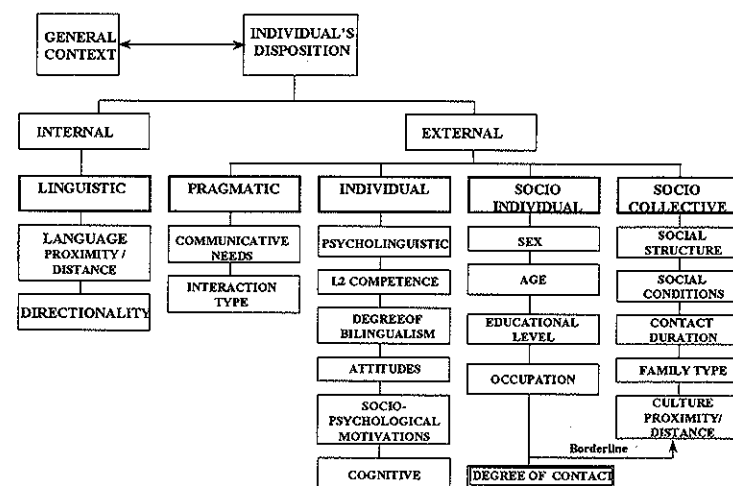 GENERAL
CONTEXT
INDIVIDUAL'S
DISPOSITION
INTERNAL
EXTERNAL
LINGUISTIC
PRAGMATIC
INDIVIDUAL
SOCIO
INDIVIDUAL
SOCIO
COLLECTIVE
LANGUAGE
PROXIMITY /
DISTANCE
DIRECTIONALITY
COMMUNICATIVE
NEEDS
INTERACTION
TYPE
PSYCHOLINGUISTIC
L2 COMPETENCE
DEGREEOF
BILINGUALISM
ATTITUDES
SOCIO-
PSYCHOLOGICAL
MOTIVATIONS
COGNITIVE
SEX
AGE
EDUCATIONAL
LEVEL
OCCUPATION
DEGREE OF CONTACT
SOCIAL
STRUCTURE
SOCIAL
CONDITIONS
CONTACT
DURATION
FAMILY TYPE
CULTURE
PROXIMITY/
DISTANCE
Borderline